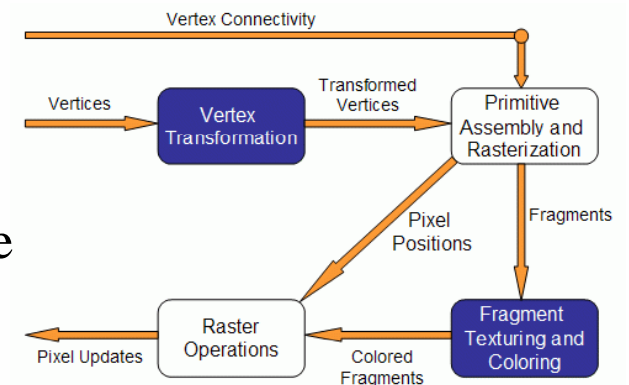 Vertex Connectivity
Vertices
Vertex
Transformation
Transformed
Vertices
Primitive
Assembly and
Rasterization
Pixel
Positions
Fragments
e
Fragment
Texturing and
Coloring
Colored
Fragments
Raster
Operations
Pixel Updates